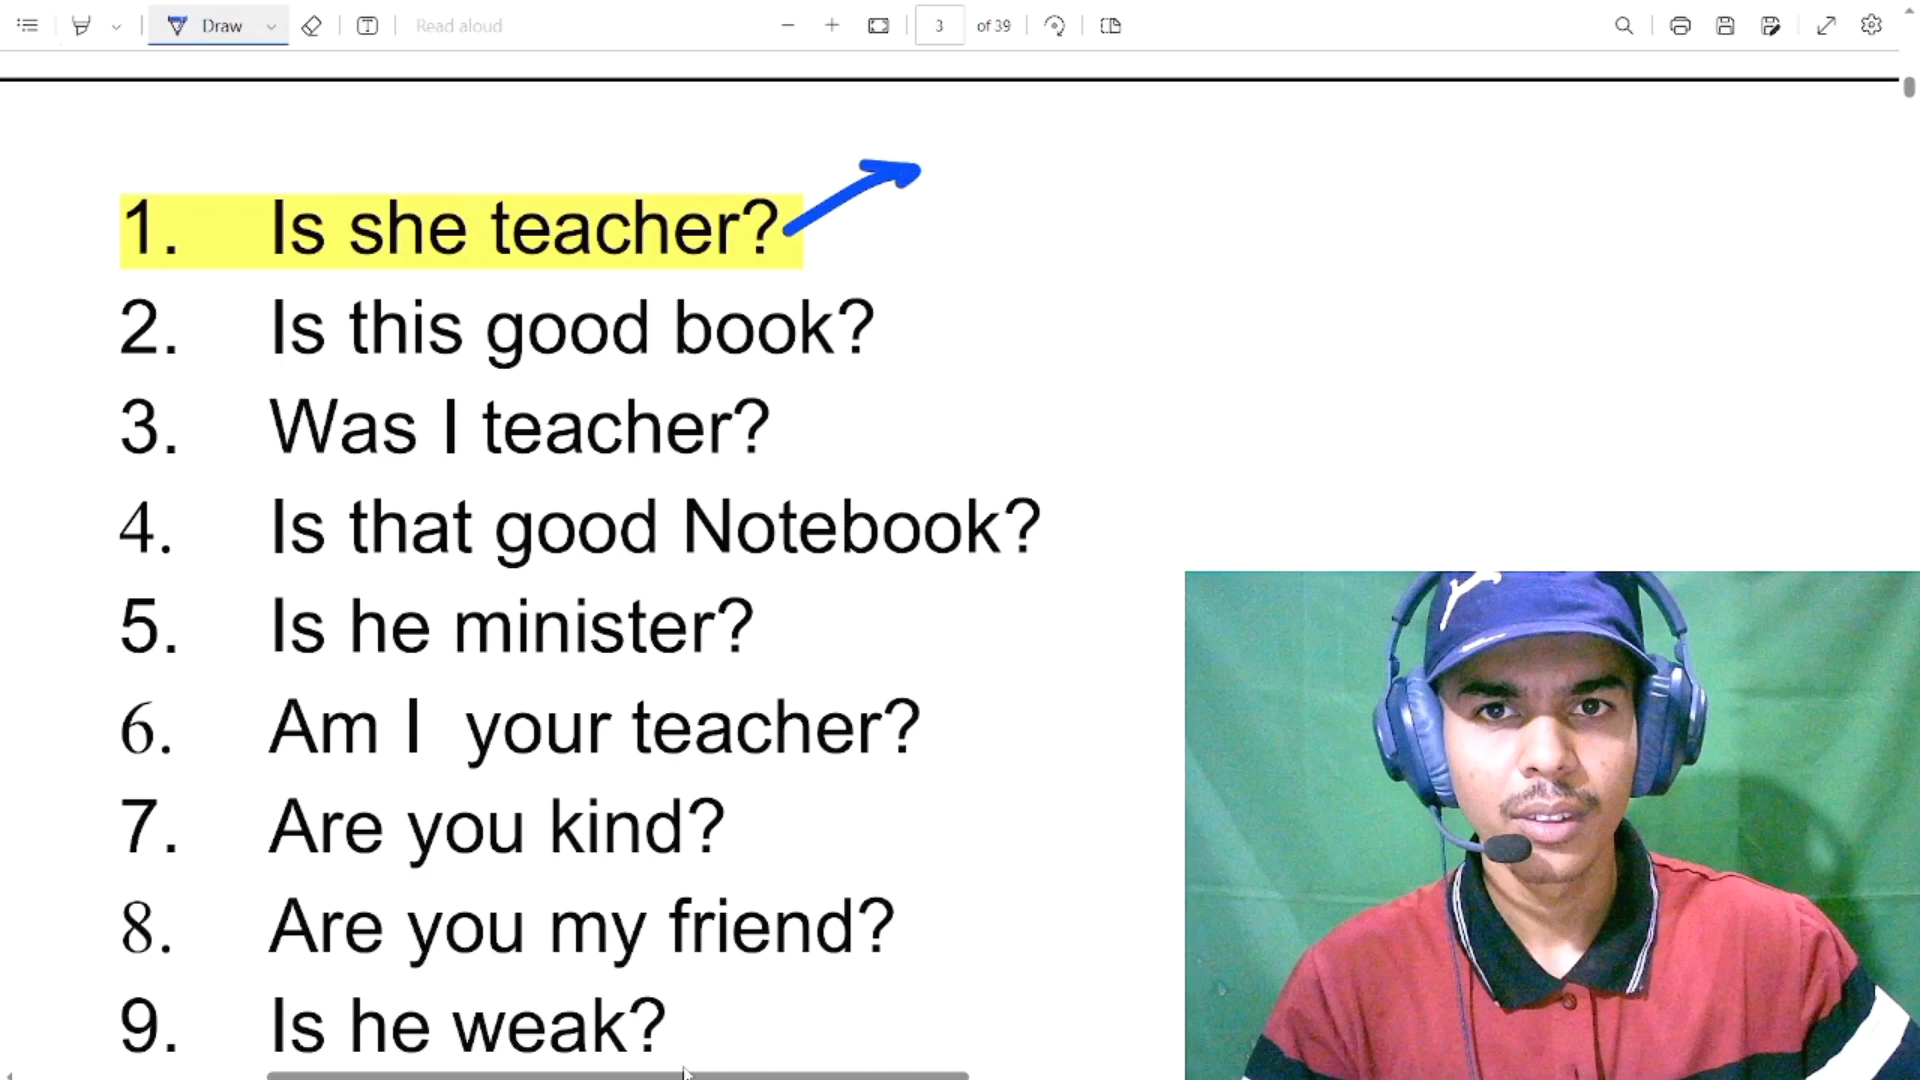 Draw
Read aloud
3 of 39
1. Is she teacher?
2. Is this good book?
3. Was I teacher?
4. Is that good Notebook?
5. Is he minister?
6. Am I your teacher?
7. Are you kind?
8. Are you my friend?
9. Is he weak?